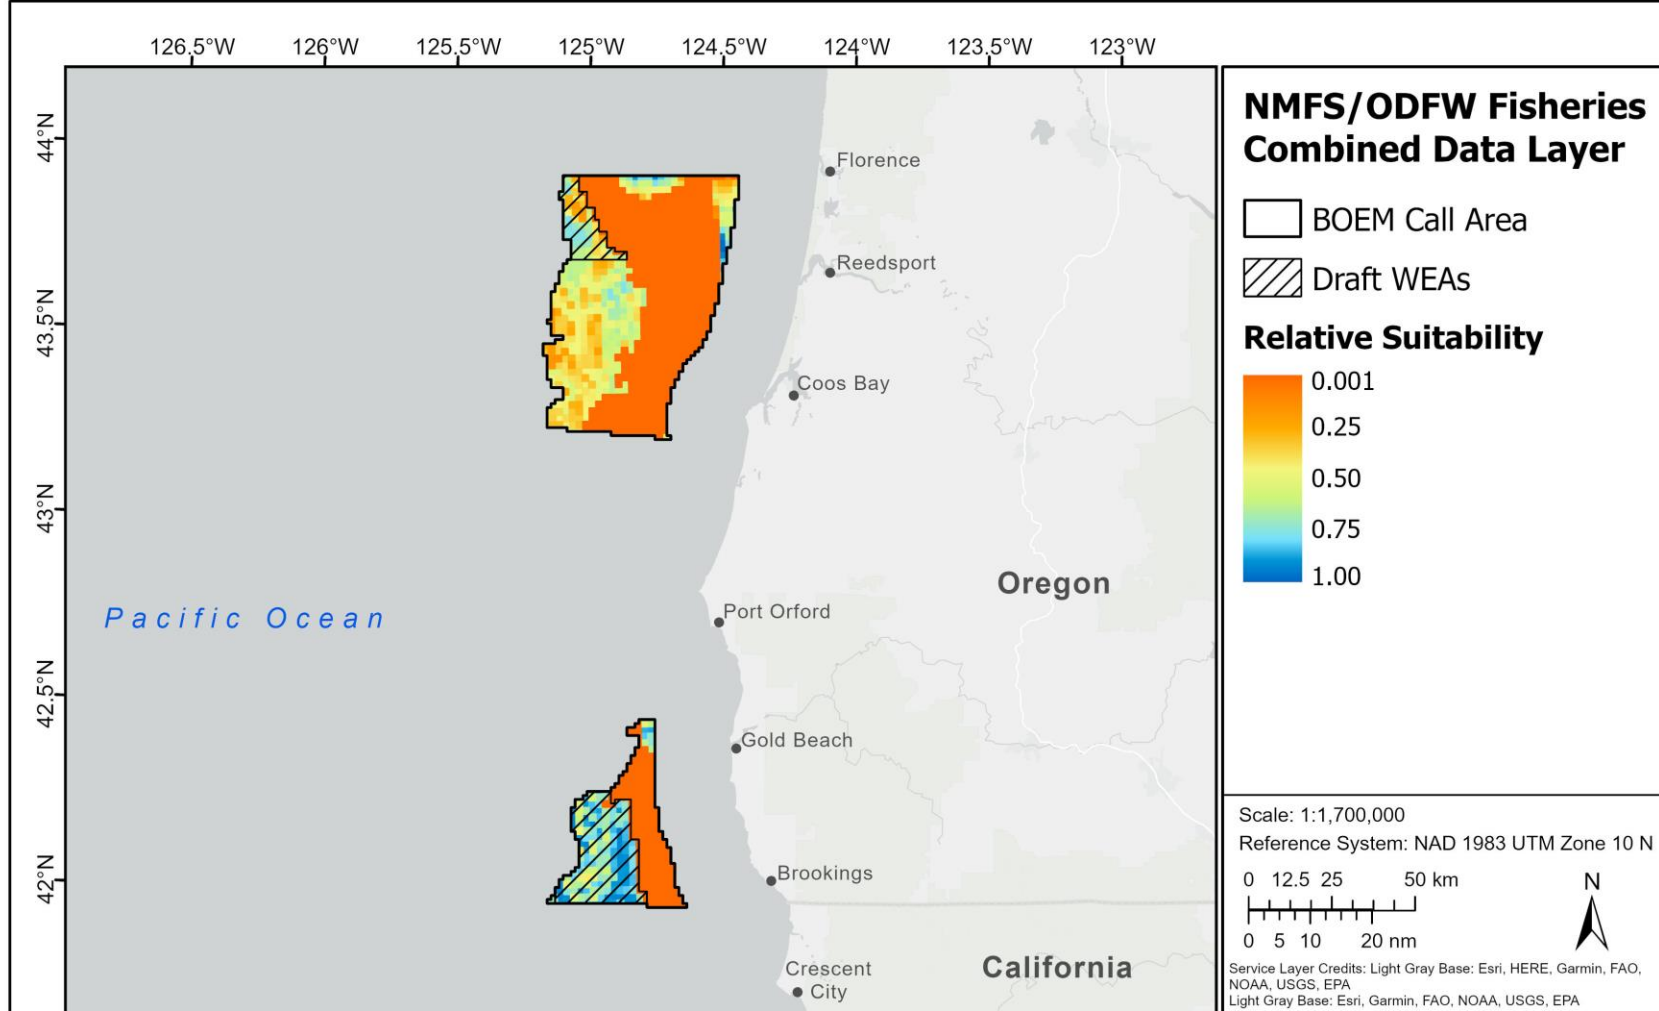 126.5°W 126°W 125.5°W 125°W 124.5°W 124°W 123.5°W 123°W
44°N
43.5°N
43°N
42.5°N
42°N
Florence
Reedsport
Coos Bay
Oregon
Port Orford
Pacific Ocean
Gold Beach
Brookings
California
Crescent
City
NMFS/ODFW Fisheries
Combined Data Layer
BOEM Call Area
Draft WEAs
Relative Suitability
0.001
0.25
0.50
0.75
1.00
Scale: 1:1,700,000
Reference System: NAD 1983 UTM Zone 10 N
0 12.5 25 50 km
N
0 5 10 20 nm
Service Layer Credits: Light Gray Base: Esri, HERE, Garmin, FAO,
NOAA, USGS, EPA
Light Gray Base: Esri, Garmin, FAO, NOAA, USGS, EPA